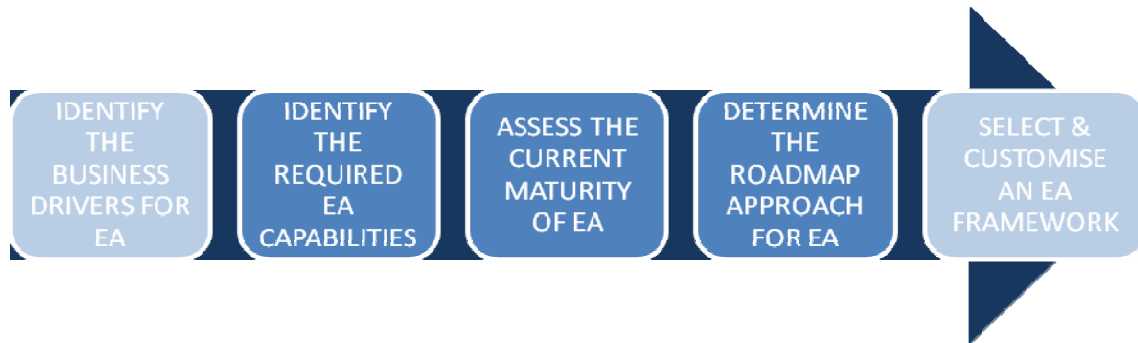 IDENTIFY
THE
BUSINESS
DRIVERS FOR
EA
IDENTIFY
THE
REQUIRED
EA
CAPABILITIES
ASSESS THE
CURRENT
MATURITY
OF EA
DETERMINE
THE
ROADMAP
APPROACH
FOR EA
SELECT &
CUSTOMISE
AN EA
FRAMEWORK